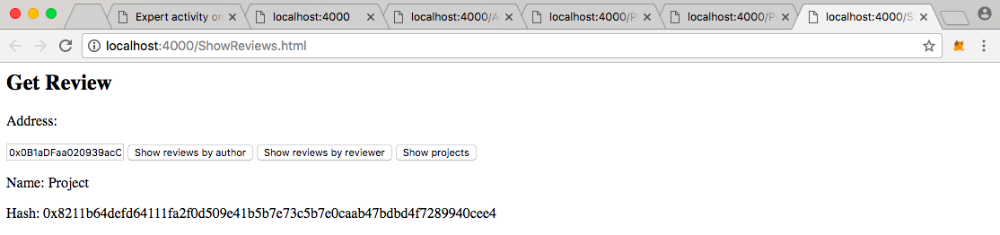 Expert activity or
localhost:4000
localhost:4000/A
localhost:4000/P
localhost:4000/P
localhost:4000/S
localhost:4000/ShowReviews.html
Get Review
Address:
0x0B1aDFaa020939acC Show reviews by author Show reviews by reviewer Show projects
Name: Project
Hash: 0x8211b64defd64111fa2f0d509e41b5b7e73c5b7e0caab47bdbd4f7289940cee4